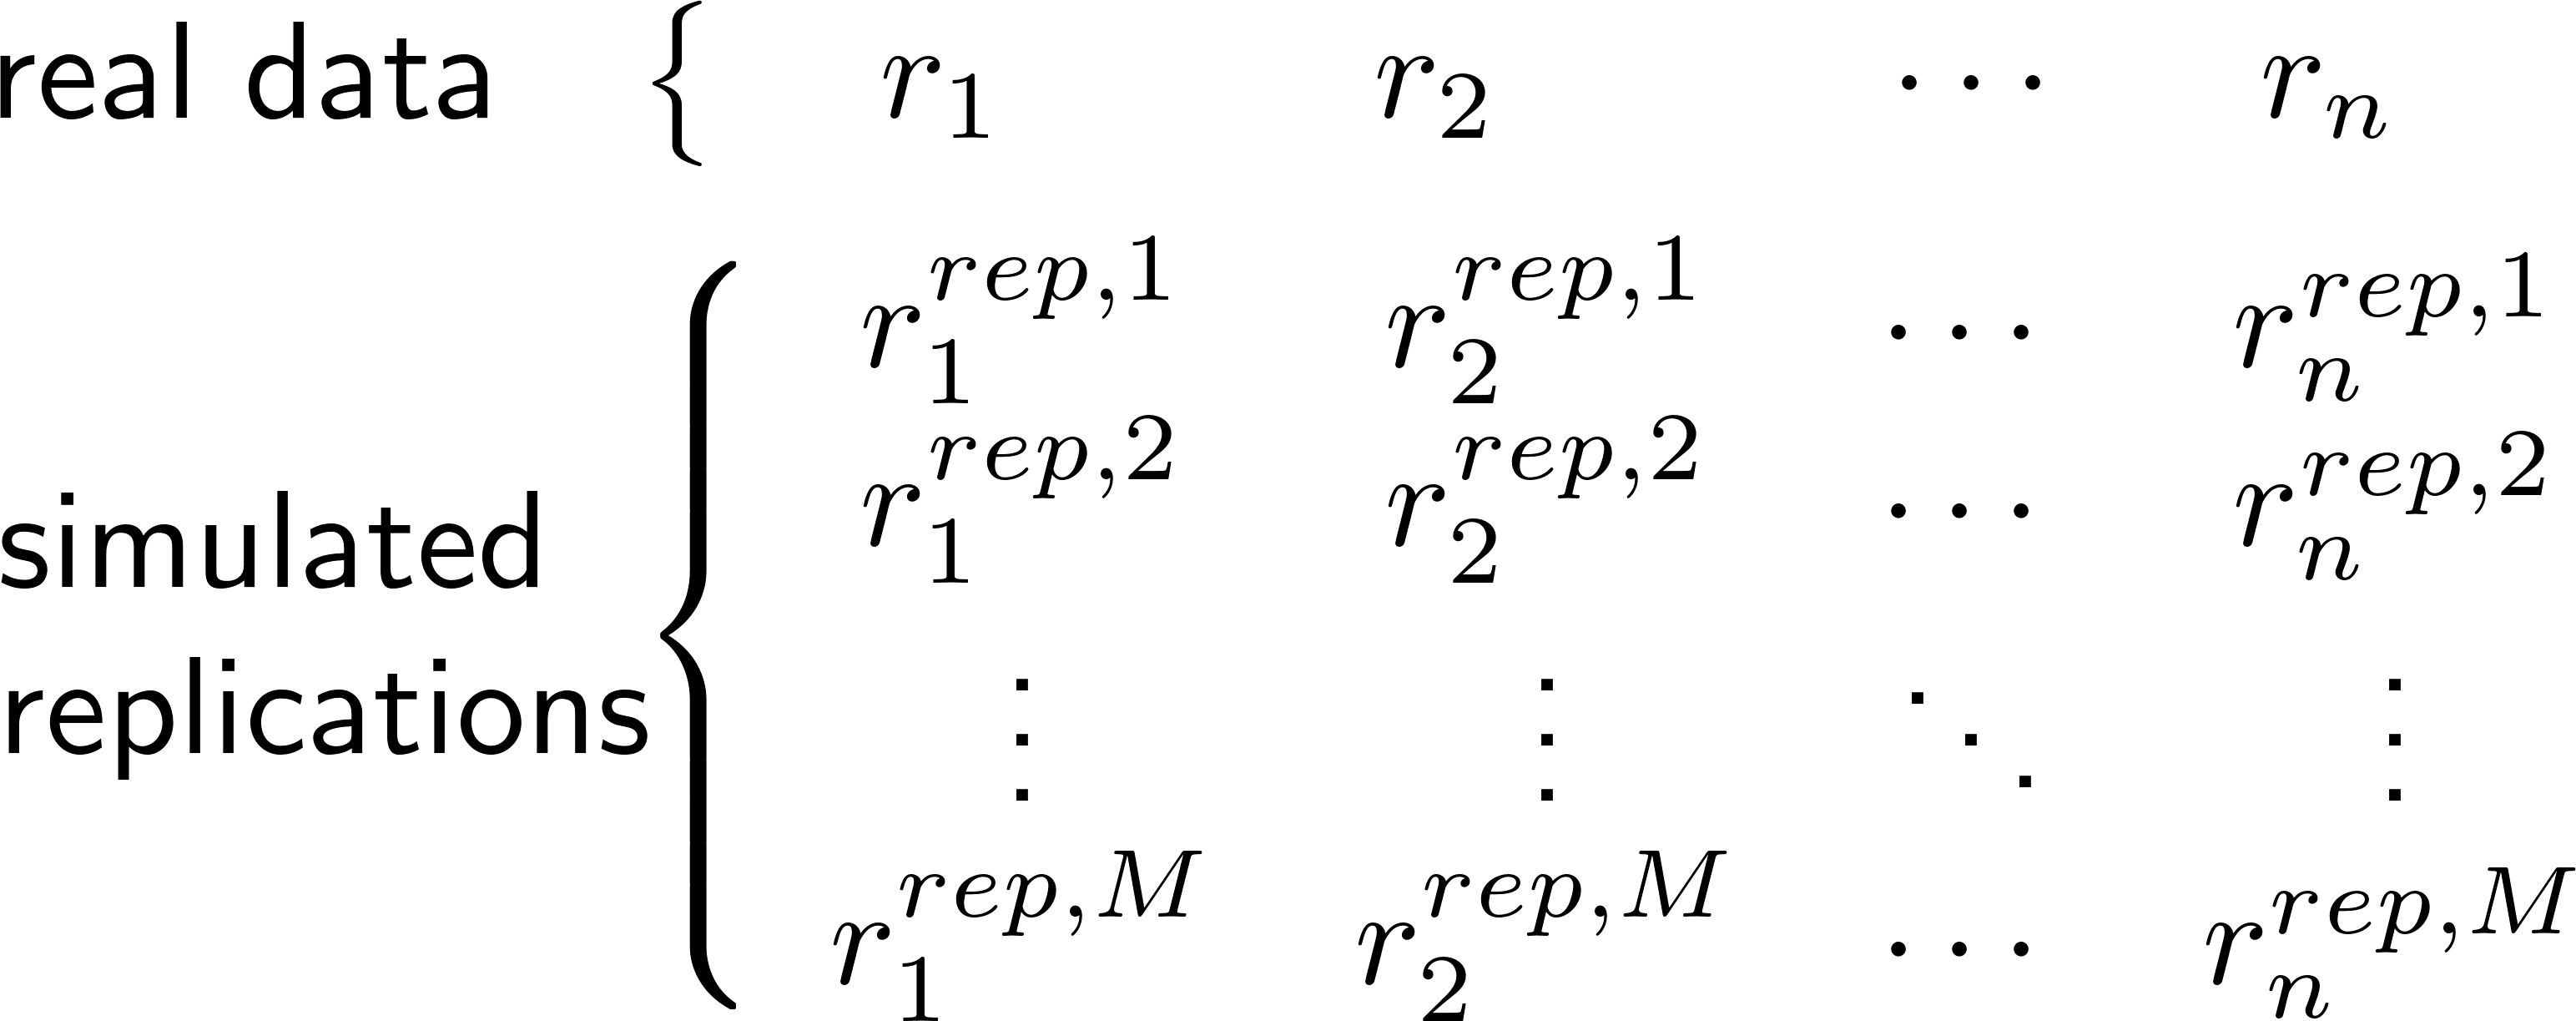 real data { r_1 r_2 ⋯ r_n
r_1^{rep,1} r_2^{rep,1} ⋯ r_n^{rep,1}
r_1^{rep,2} r_2^{rep,2} ⋯ r_n^{rep,2}
simulated
replications {
⋮ ⋮ ⋱ ⋮
r_1^{rep,M} r_2^{rep,M} ⋯ r_n^{rep,M}